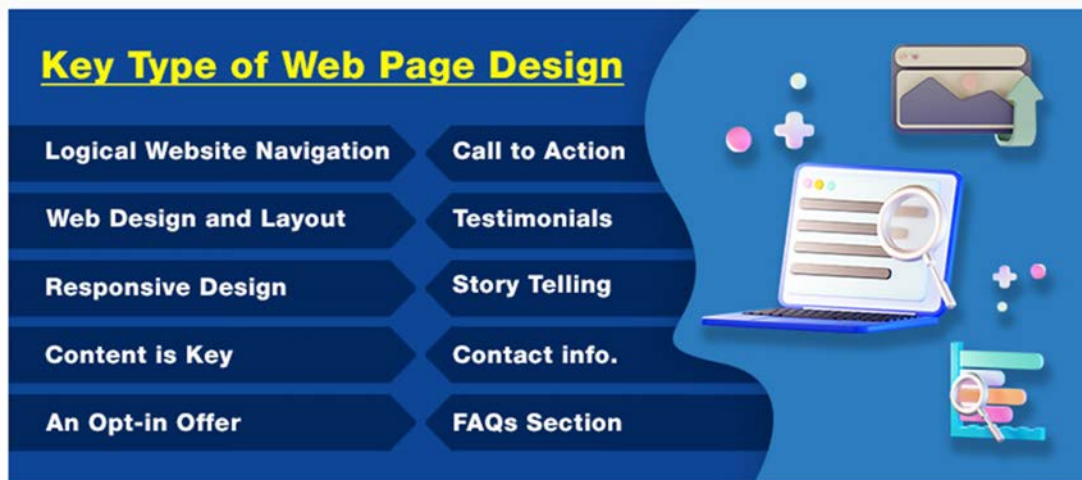 Key Type of Web Page Design
Logical Website Navigation
Web Design and Layout
Responsive Design
Content is Key
An Opt-in Offer
Call to Action
Testimonials
Story Telling
Contact info.
FAQs Section